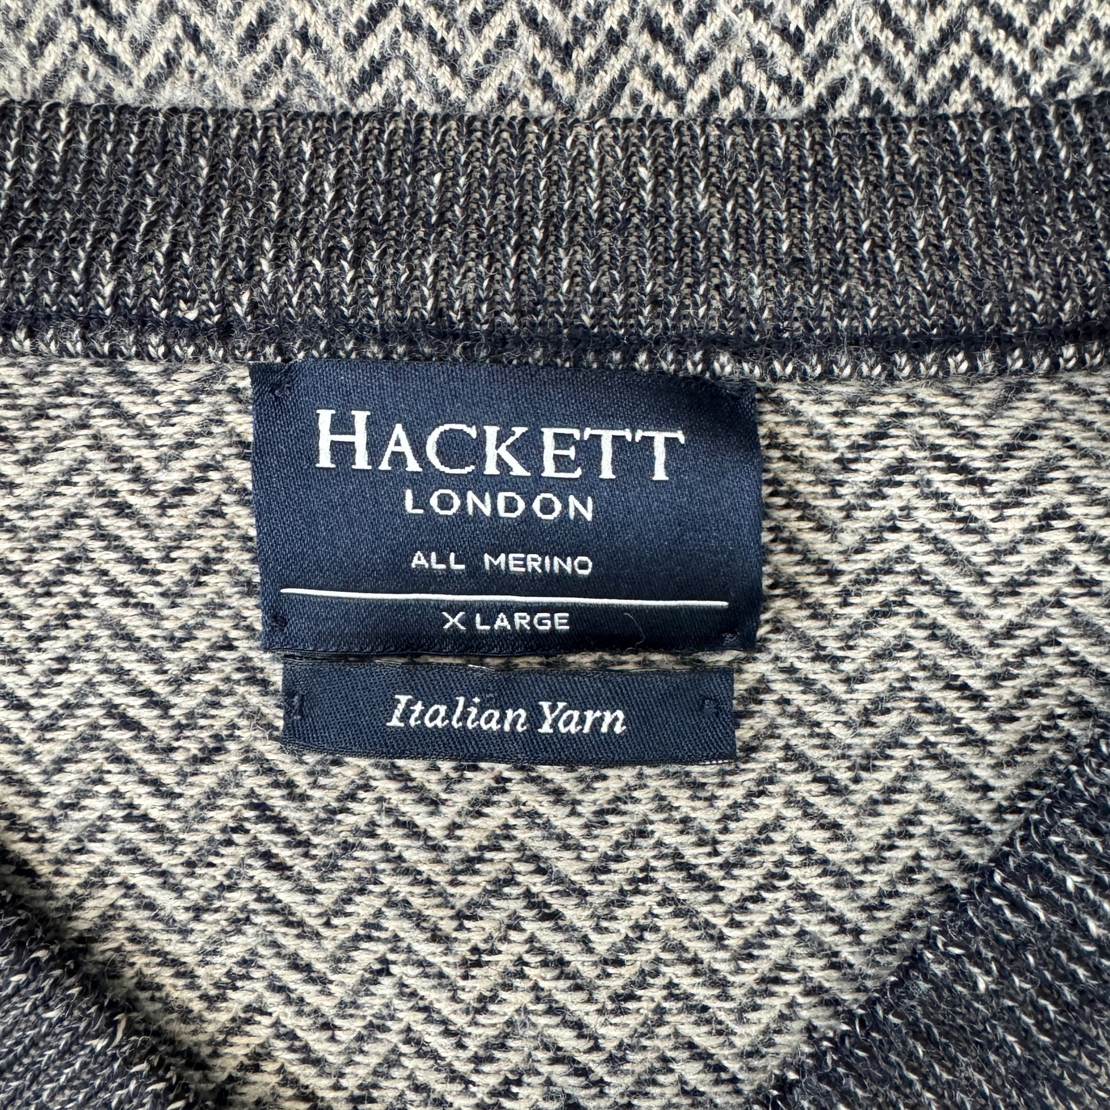 HACKETT
LONDON
ALL MERINO
X LARGE
Italian Yarn